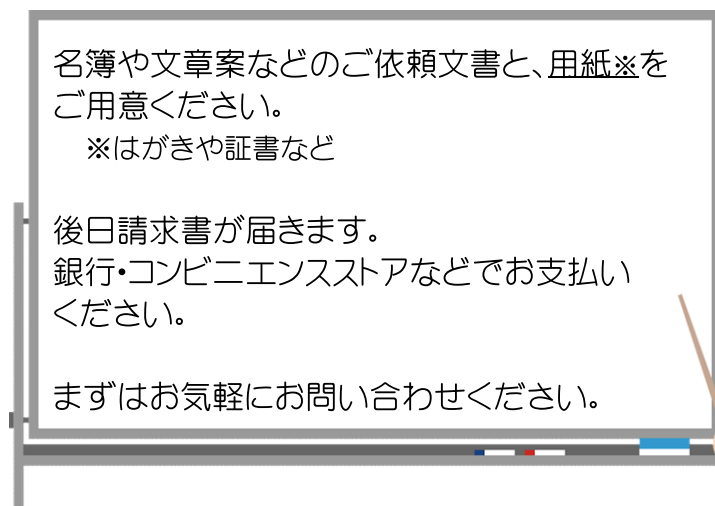 名簿や文章案などのご依頼文書と、用紙※を
ご用意ください。
※はがきや証書など
後日請求書が届きます。
銀行・コンビニエンスストアなどでお支払い
ください。
まずはお気軽にお問い合わせください。